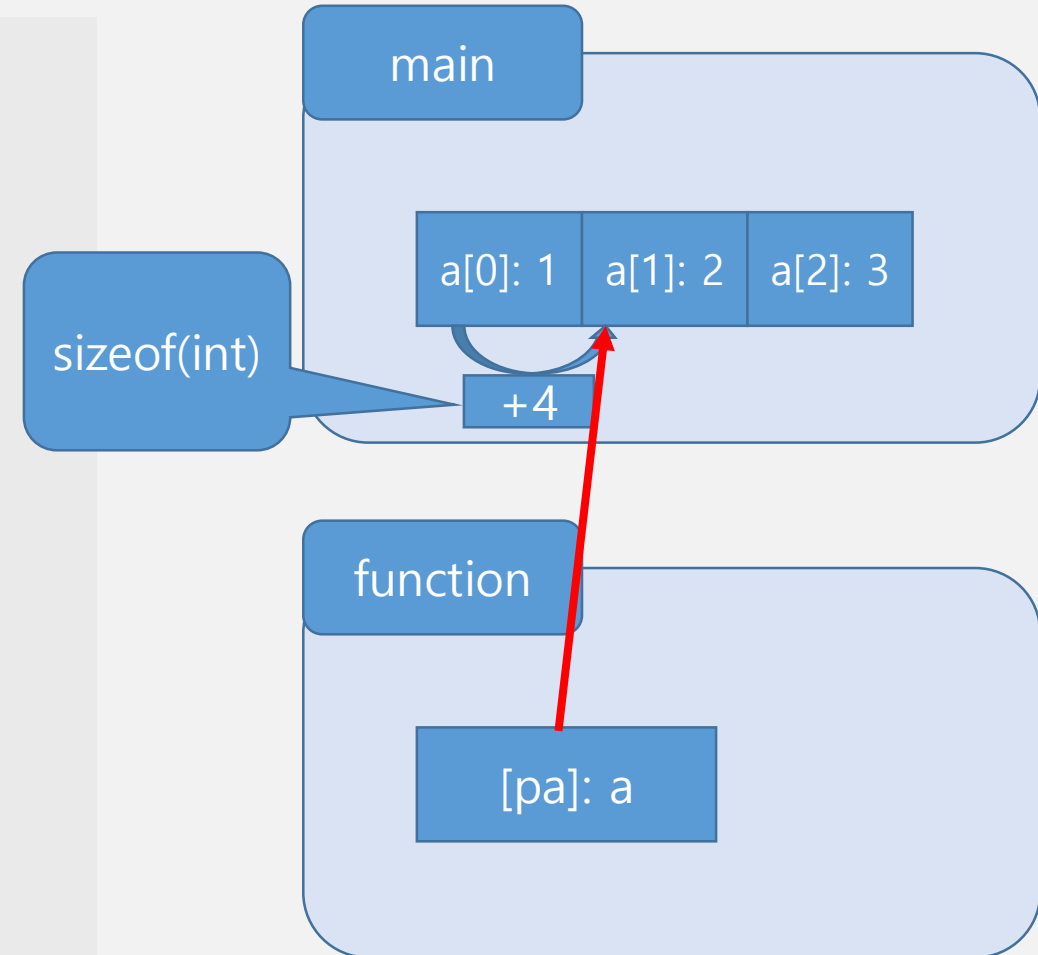 main
a[0]: 1
a[1]: 2
a[2]: 3
sizeof(int)
+4
function
[pa]: a